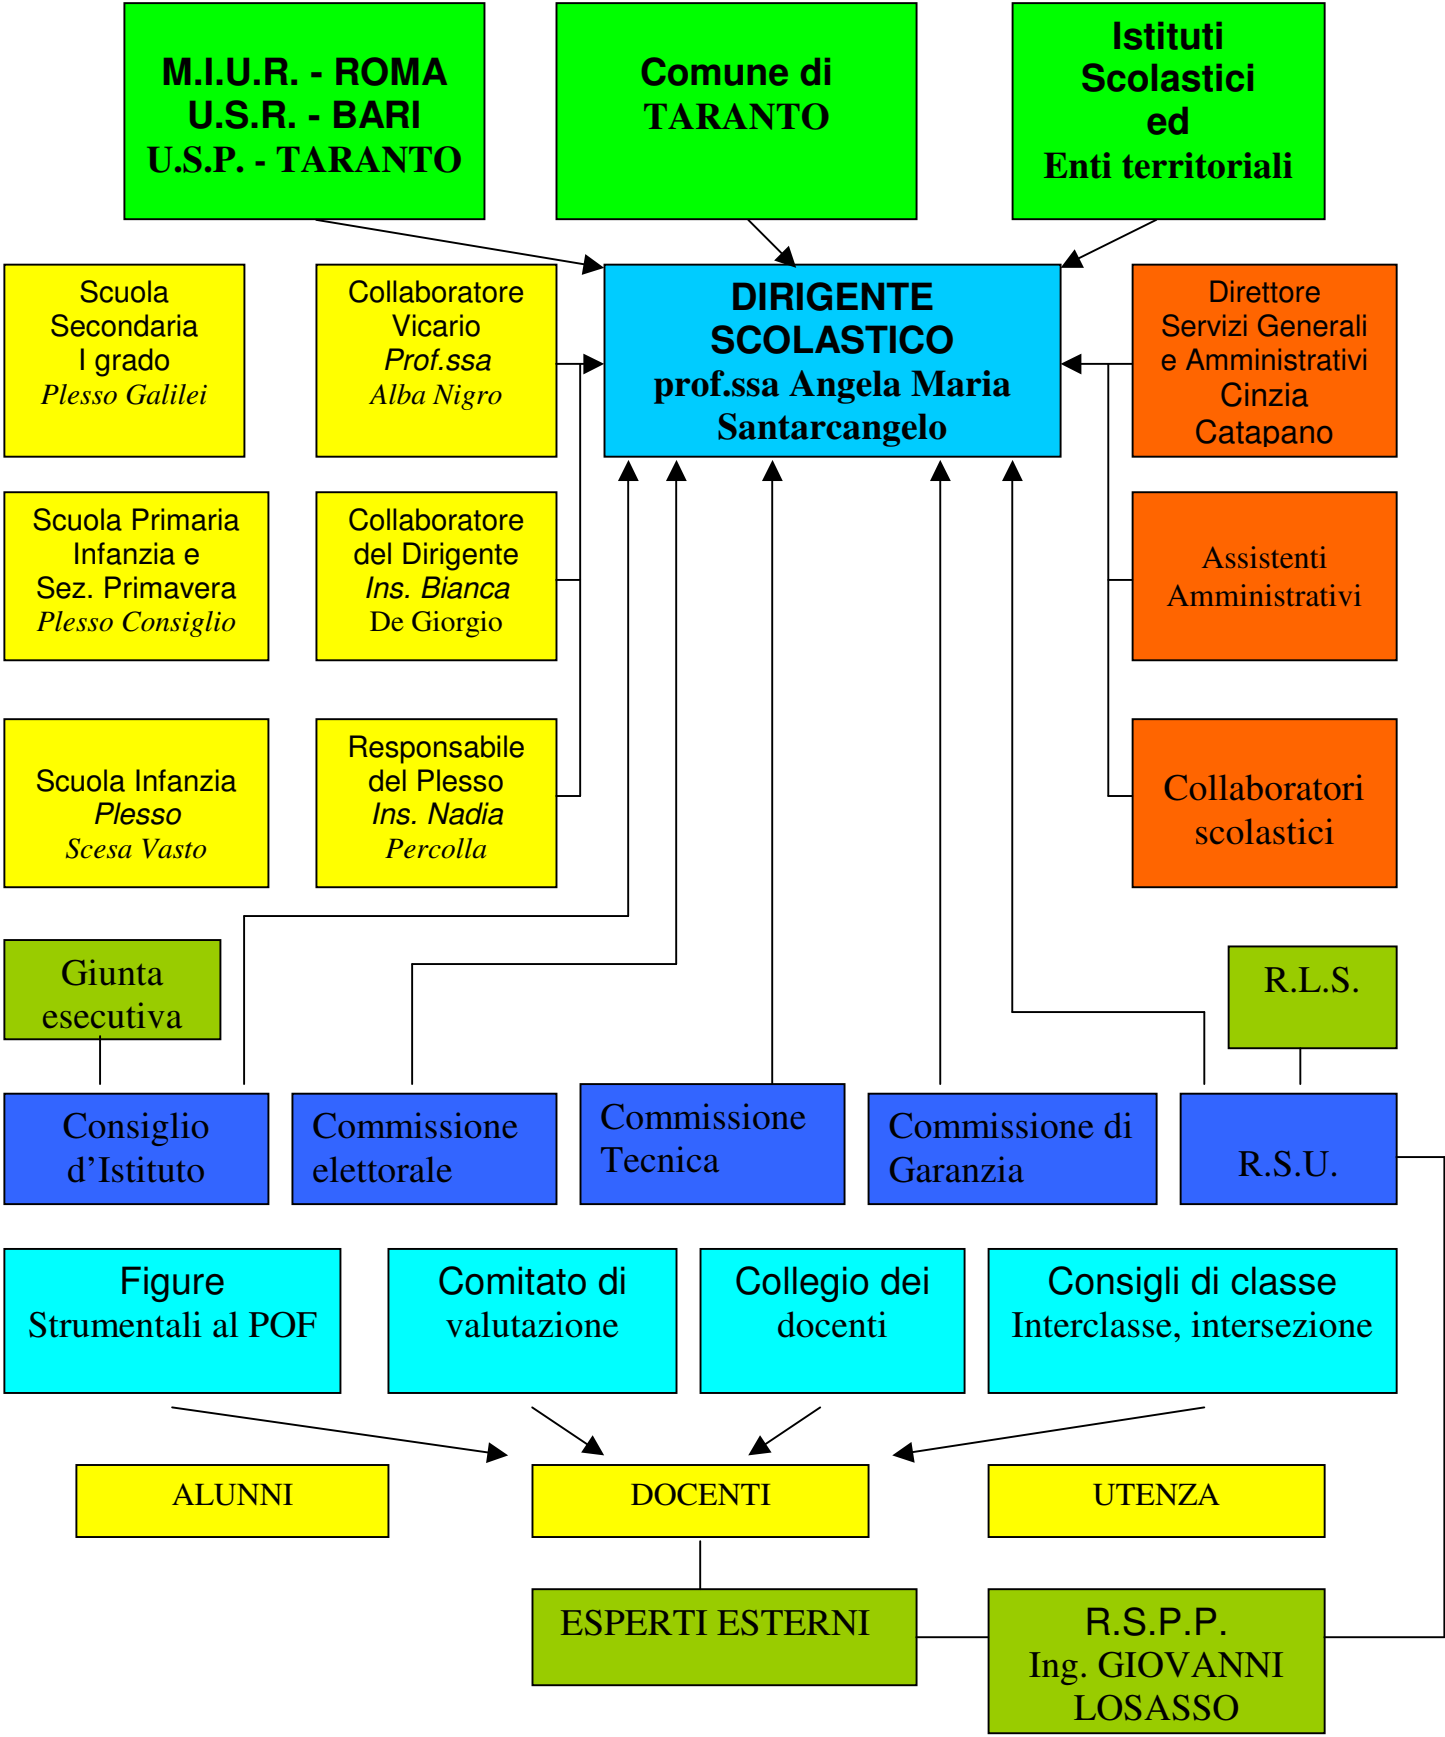 M.I.U.R. - ROMA
U.S.R. - BARI
U.S.P. - TARANTO
Comune di
TARANTO
Istituti
Scolastici
ed
Enti territoriali
Scuola
Secondaria
I grado
Plesso Galilei
Collaboratore
Vicario
Prof.ssa
Alba Nigro
DIRIGENTE
SCOLASTICO
prof.ssa Angela Maria
Santarcangelo
Direttore
Servizi Generali
e Amministrativi
Cinzia
Catapano
Scuola Primaria
Infanzia e
Sez. Primavera
Plesso Consiglio
Collaboratore
del Dirigente
Ins. Bianca
De Giorgio
Assistenti
Amministrativi
Scuola Infanzia
Plesso
Scesa Vasto
Responsabile
del Plesso
Ins. Nadia
Percolla
Collaboratori
scolastici
Giunta
esecutiva
R.L.S.
Consiglio
d’Istituto
Commissione
elettorale
Commissione
Tecnica
Commissione di
Garanzia
R.S.U.
Figure
Strumentali al POF
Comitato di
valutazione
Collegio dei
docenti
Consigli di classe
Interclasse, intersezione
ALUNNI
DOCENTI
UTENZA
ESPERTI ESTERNI
R.S.P.P.
Ing. GIOVANNI
LOSASSO